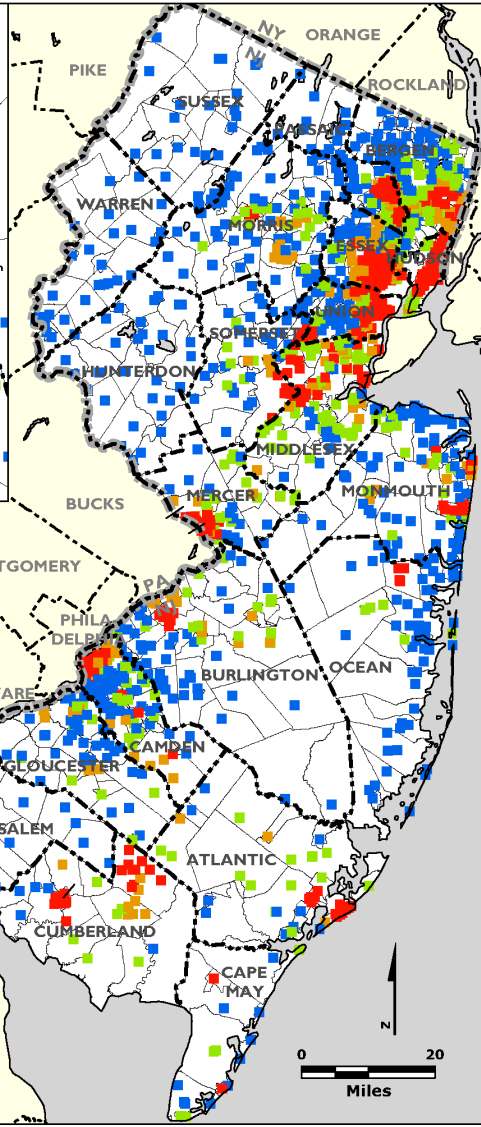 NY
ORANGE
NJ
PIKE
ROCKLAND
SUSSEX
PASSAIC
BERGEN
WARREN
MORRIS
ESSEX
HUDSON
UNION
SOMERSET
HUNTERDON
MIDDLESEX
MERCER
MONMOUTH
BUCKS
TGOMERY
PA
NJ
PHILA
DELPHIA
BURLINGTON
OCEAN
ARE
CAMDEN
GLOUCESTER
SALEM
ATLANTIC
CUMBERLAND
CAPE
MAY
N
0 20
Miles